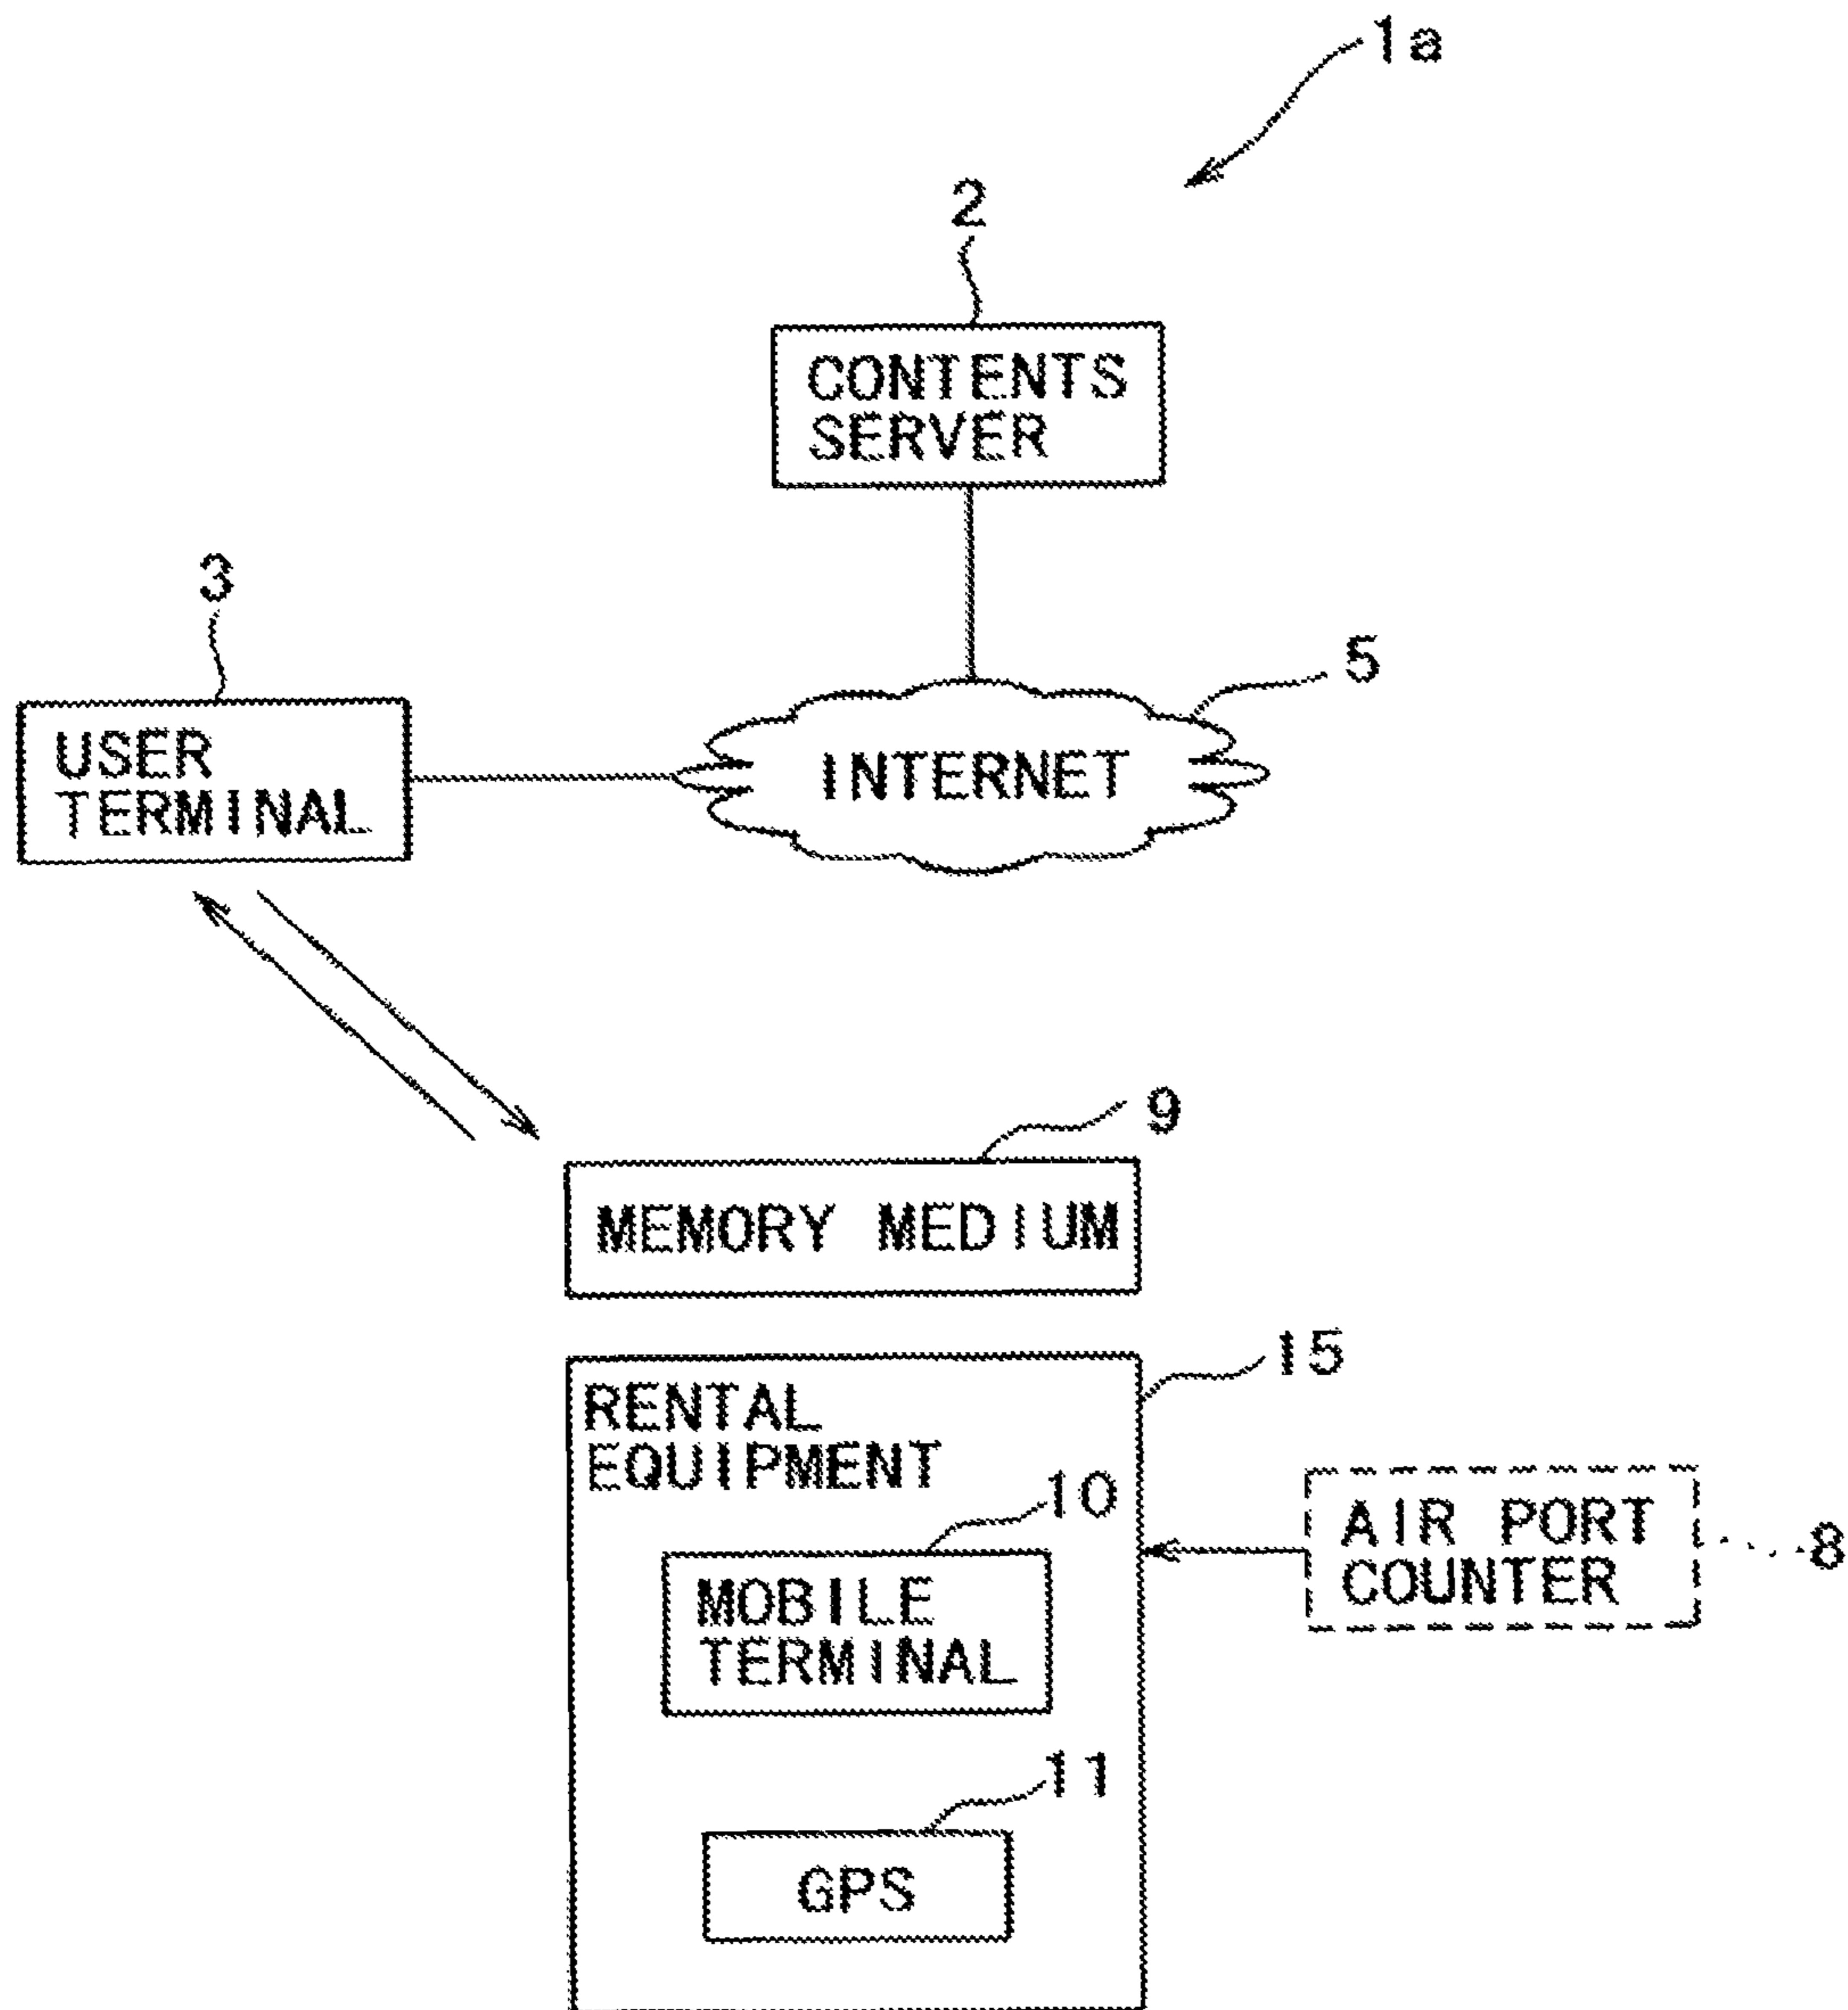 1a
2
CONTENTS
SERVER
3
5
USER
TERMINAL
INTERNET
9
MEMORY MEDIUM
15
RENTAL
EQUIPMENT
10
AIR PORT
COUNTER
8
MOBILE
TERMINAL
11
GPS